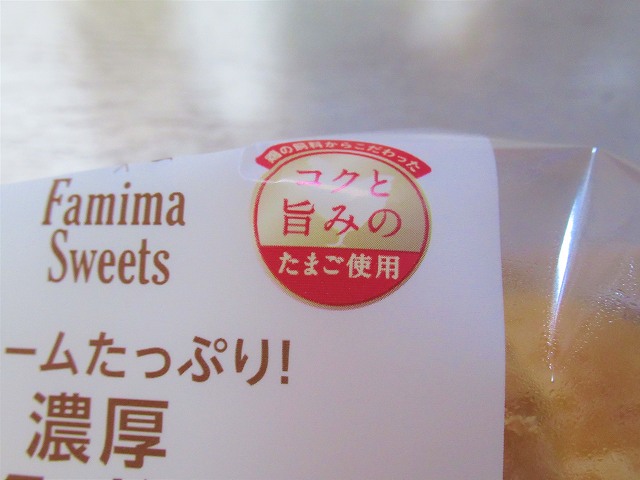 Famima
Sweets
鶏の飼料からこだわった
コクと
旨みの
たまご使用
ームたっぷり!
濃厚